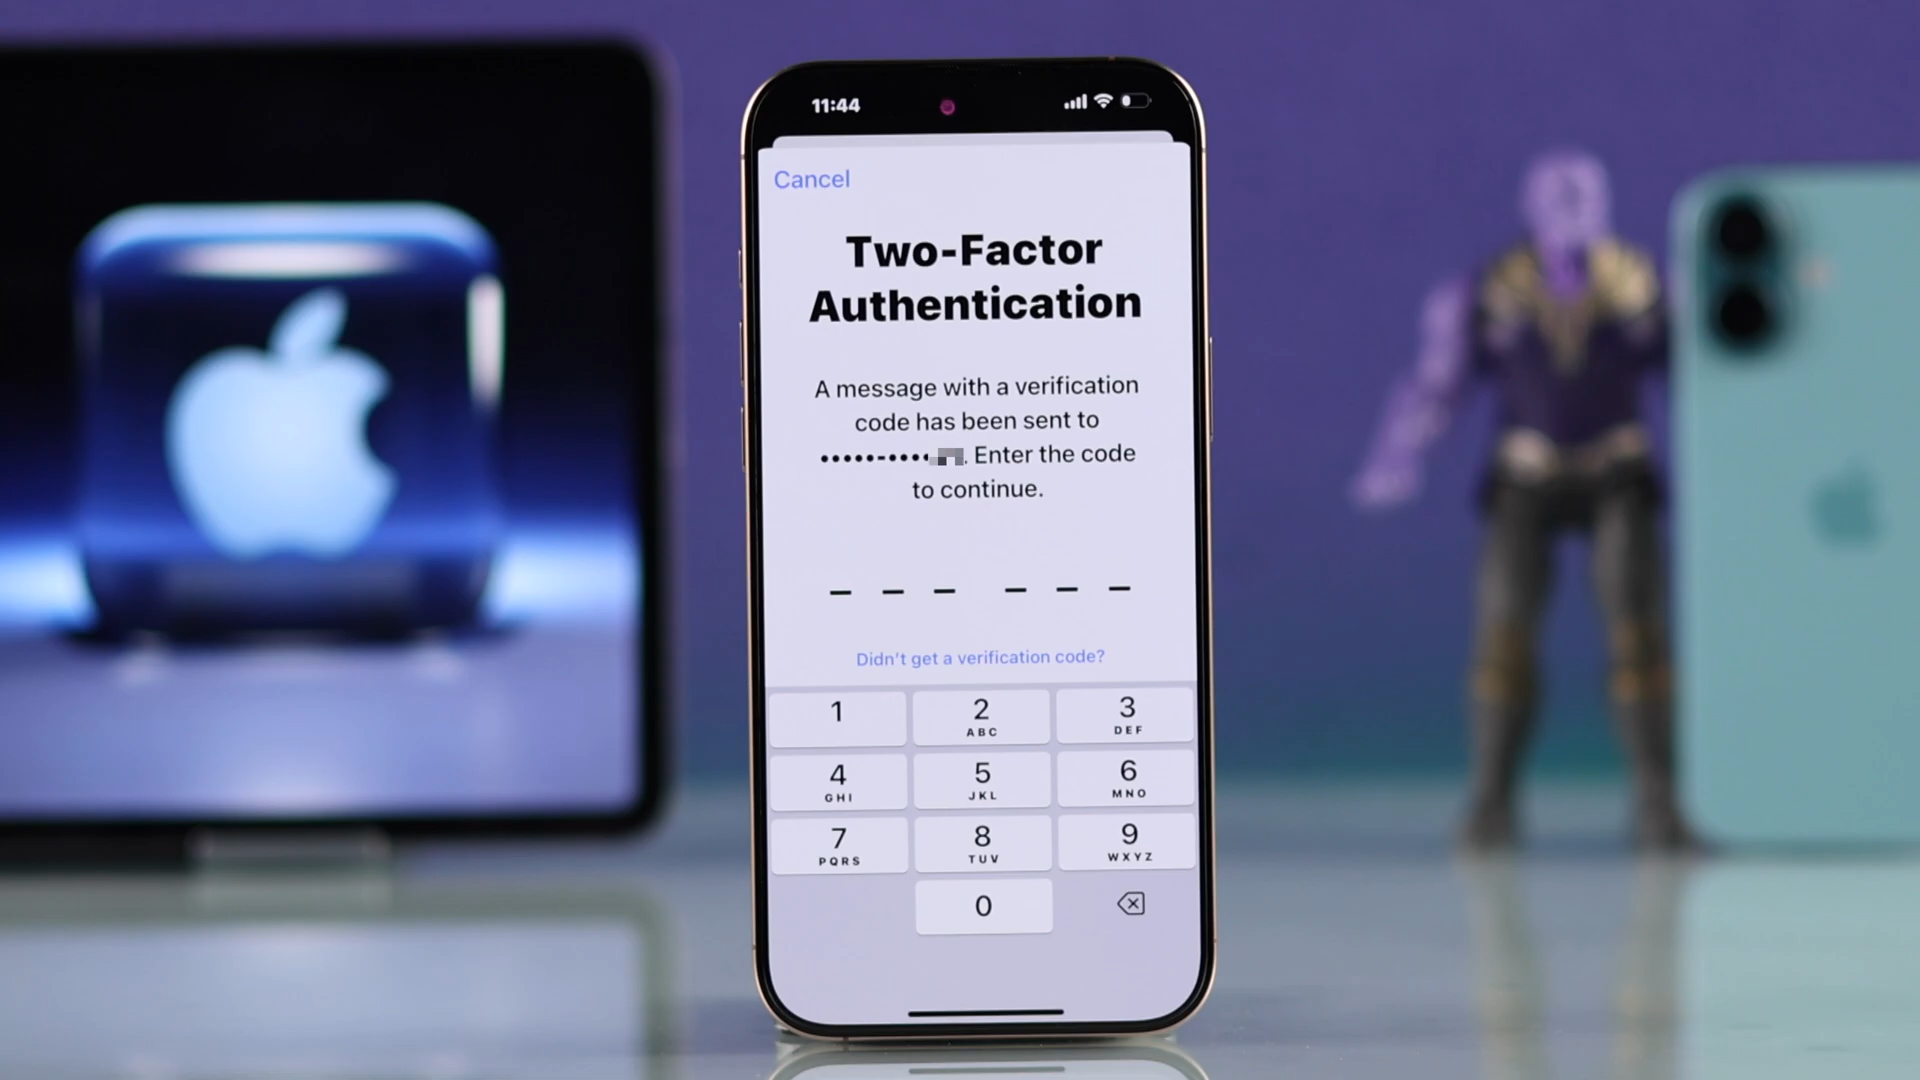 11:44
Cancel
Two-Factor
Authentication
A message with a verification
code has been sent to
•••••-••••. Enter the code
to continue.
Didn't get a verification code?
1
2
ABC
3
DEF
4
GHI
5
JKL
6
MNO
7
PQRS
8
TUV
9
WXYZ
0